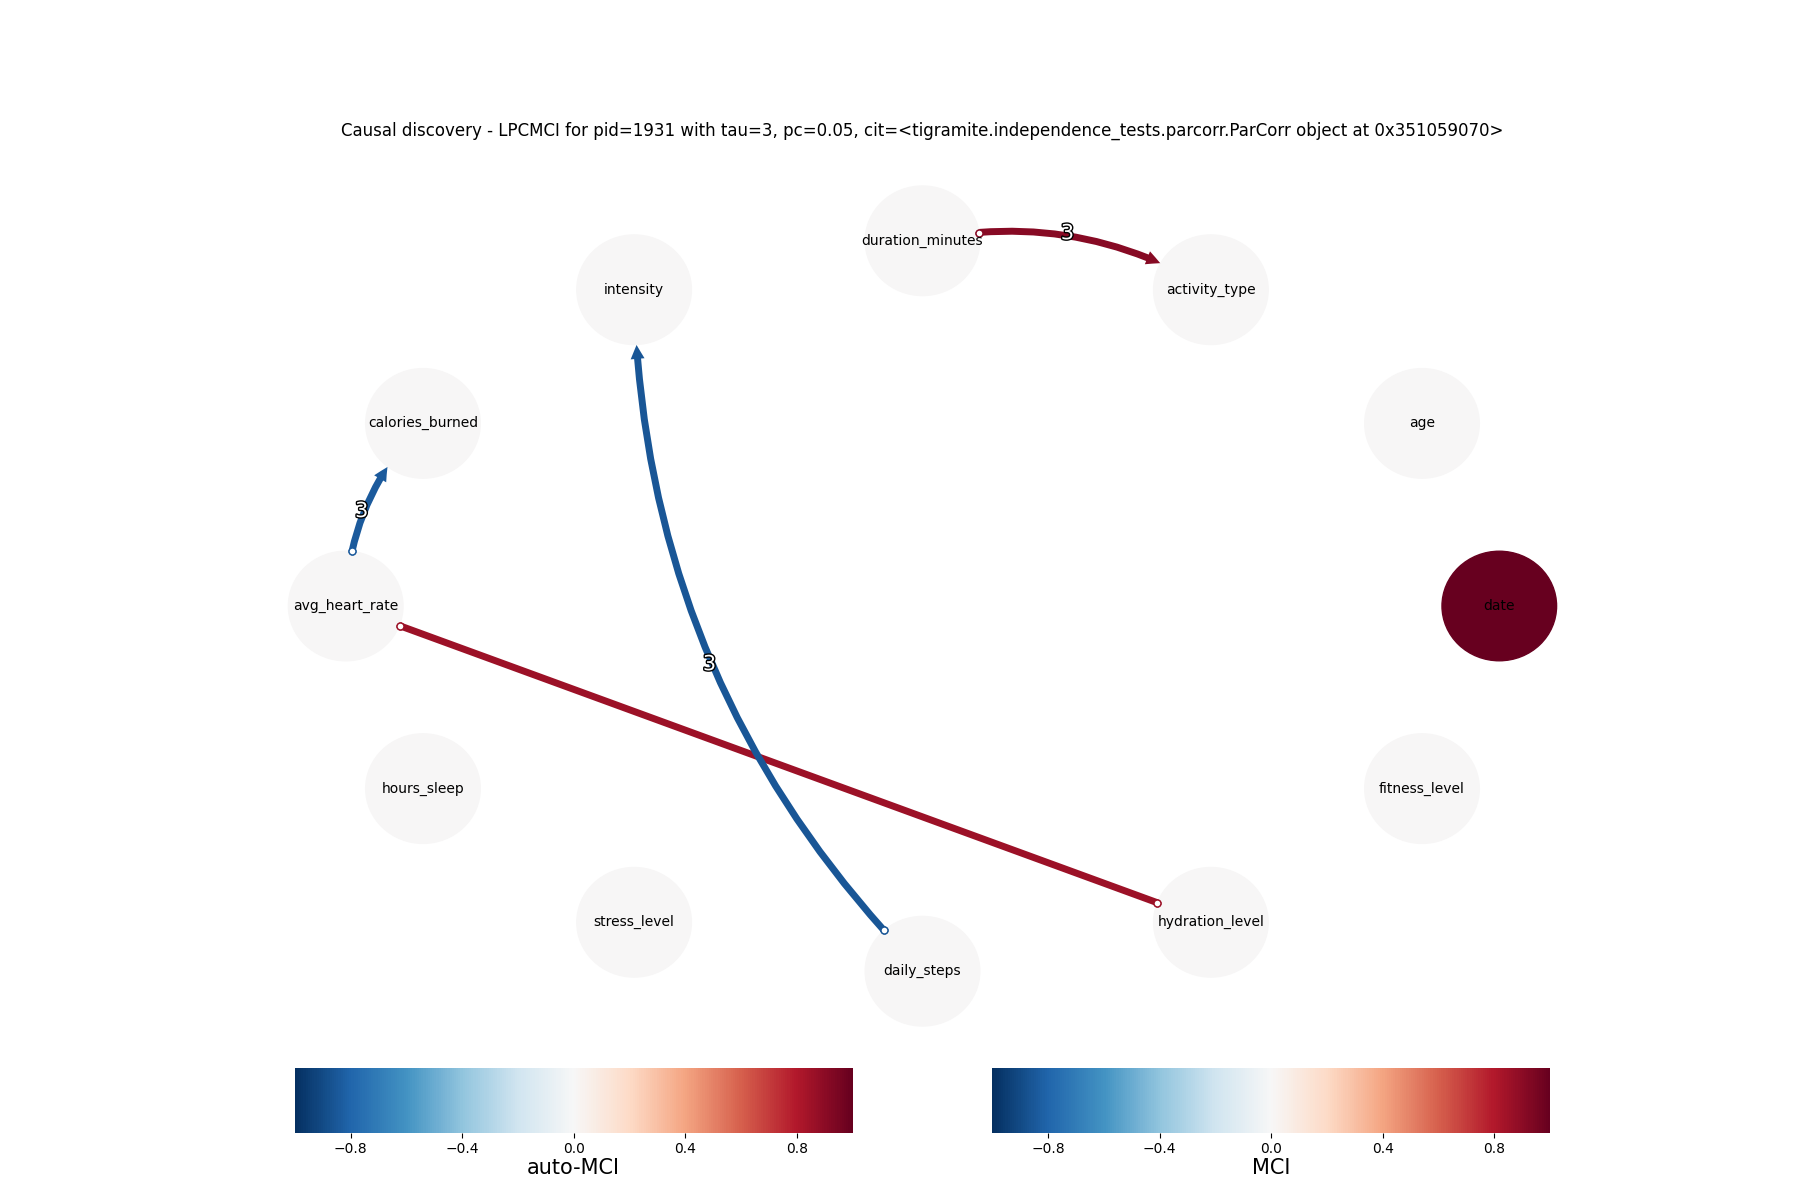 Causal discovery - LPCMCI for pid=1931 with tau=3, pc=0.05, cit=<tigramite.independence_tests.parcorr.ParCorr object at 0x351059070>
duration_minutes
3
activity_type
intensity
calories_burned
age
3
avg_heart_rate
date
3
hours_sleep
fitness_level
stress_level
hydration_level
daily_steps
−0.8 −0.4 0.0 0.4 0.8
auto-MCI
−0.8 −0.4 0.0 0.4 0.8
MCI